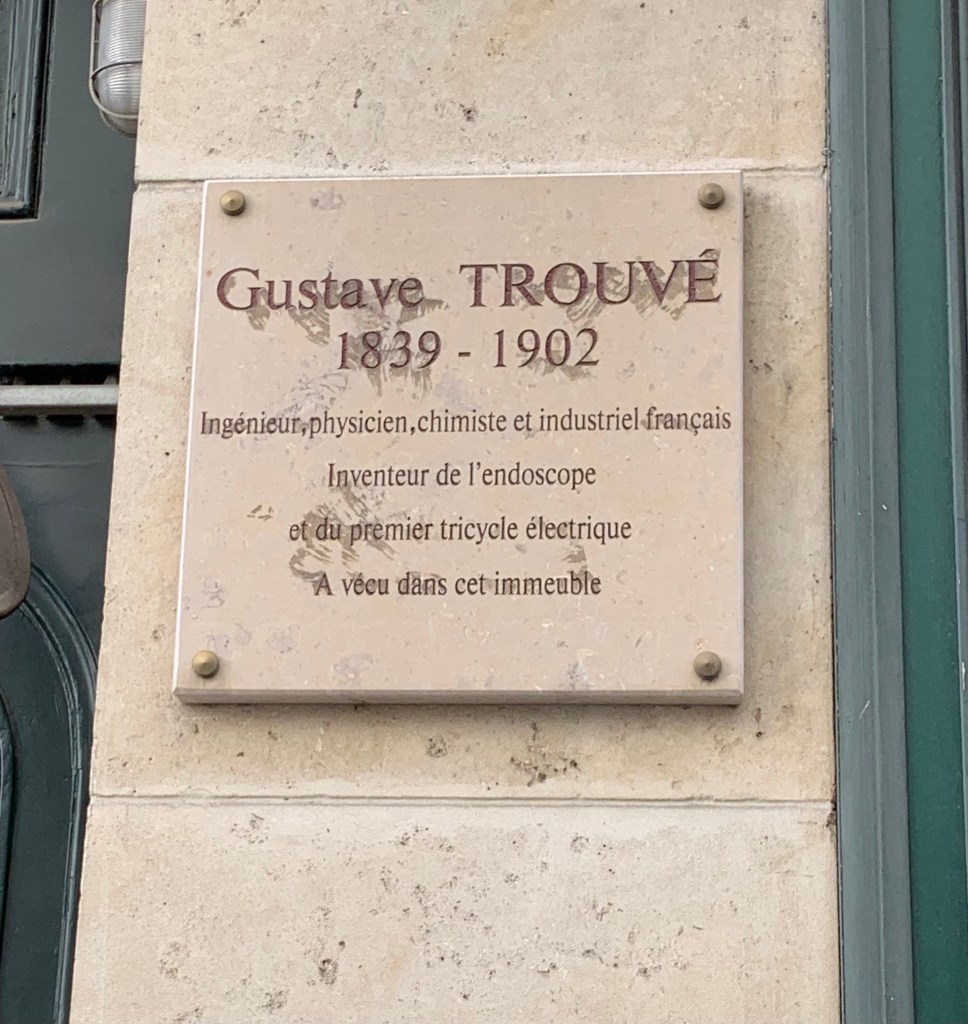 Gustave TROUVÉ
1839 - 1902
Ingénieur,physicien,chimiste et industriel français
Inventeur de l'endoscope
et du premier tricycle électrique
A vécu dans cet immeuble